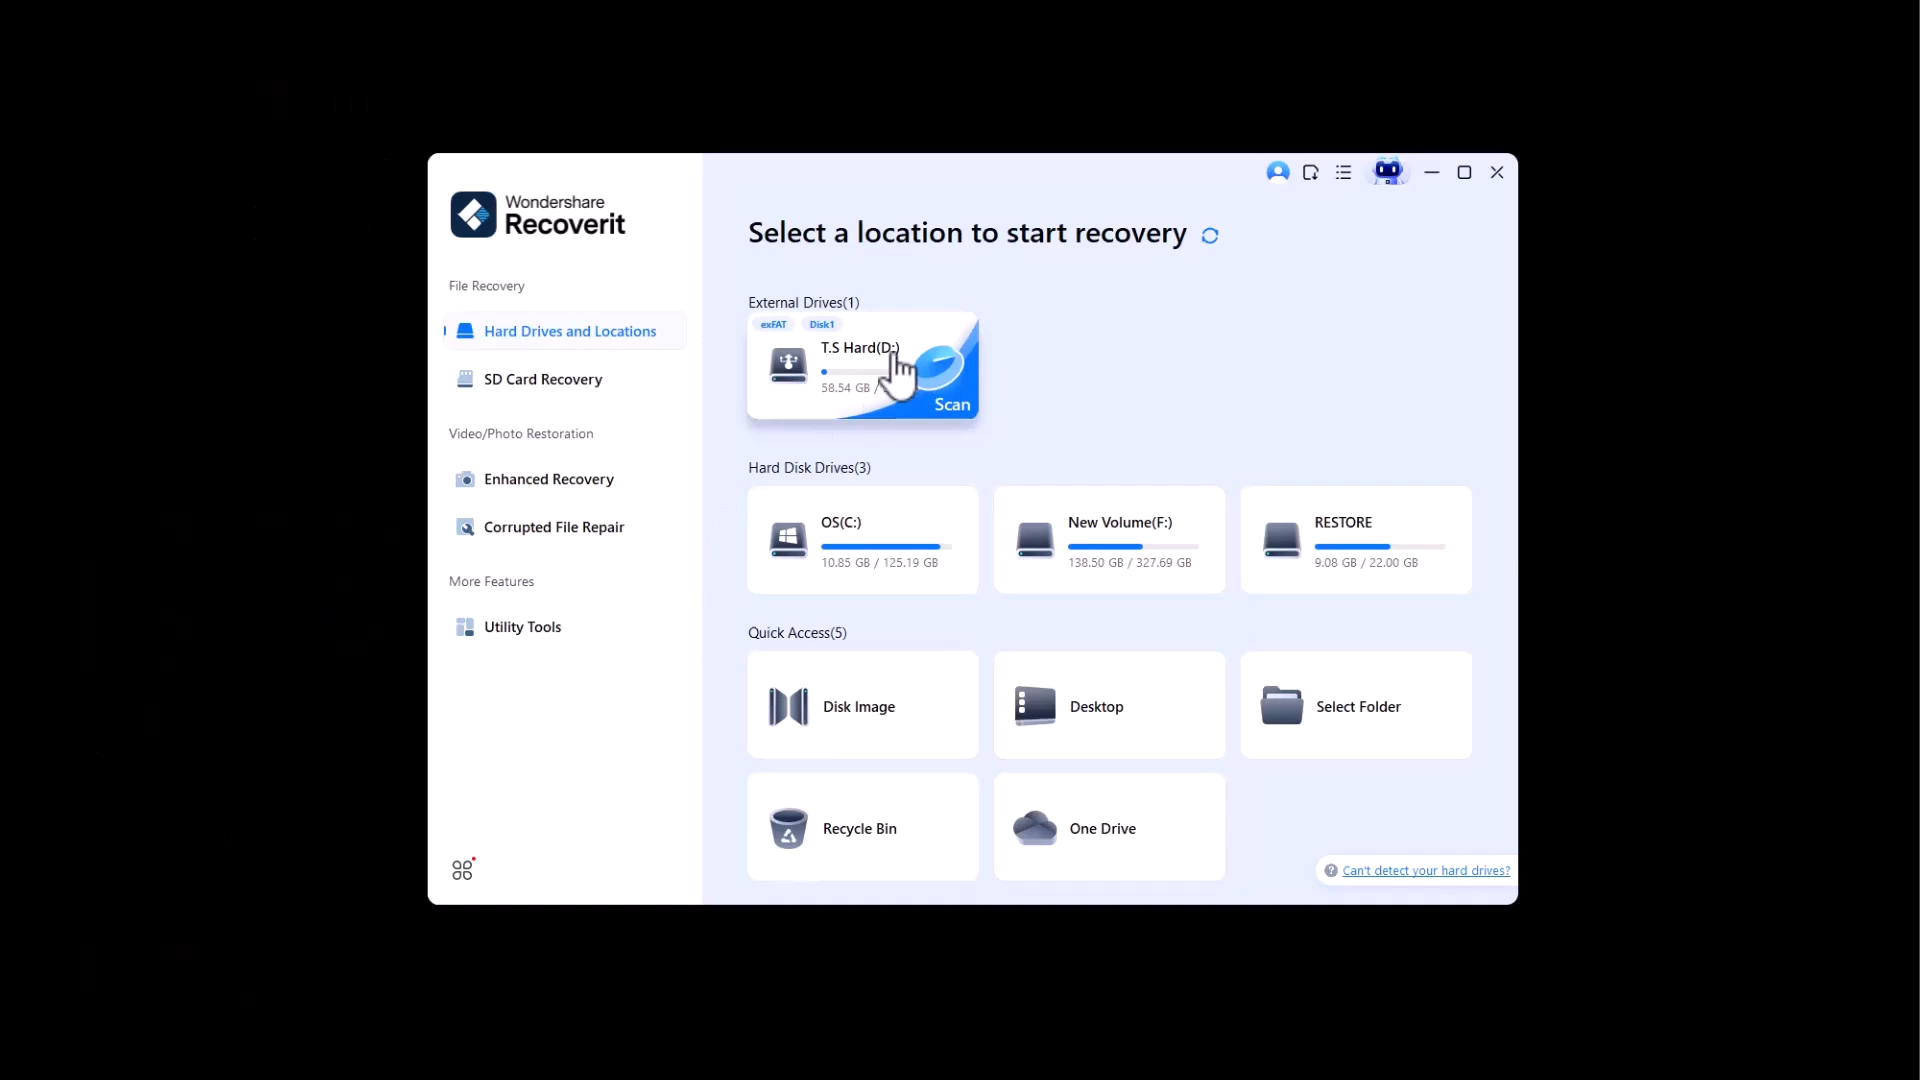 Wondershare
Recoverit
File Recovery
Hard Drives and Locations
SD Card Recovery
Video/Photo Restoration
Enhanced Recovery
Corrupted File Repair
More Features
Utility Tools
Select a location to start recovery
External Drives(1)
exFAT Disk1
T.S Hard(D:)
58.54 GB /
Scan
Hard Disk Drives(3)
OS(C:)
10.85 GB / 125.19 GB
New Volume(F:)
138.50 GB / 327.69 GB
RESTORE
9.08 GB / 22.00 GB
Quick Access(5)
Disk Image
Desktop
Select Folder
Recycle Bin
One Drive
Can't detect your hard drives?